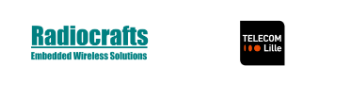 Radiocrafts
Embedded Wireless Solutions
TELECOM
Lille